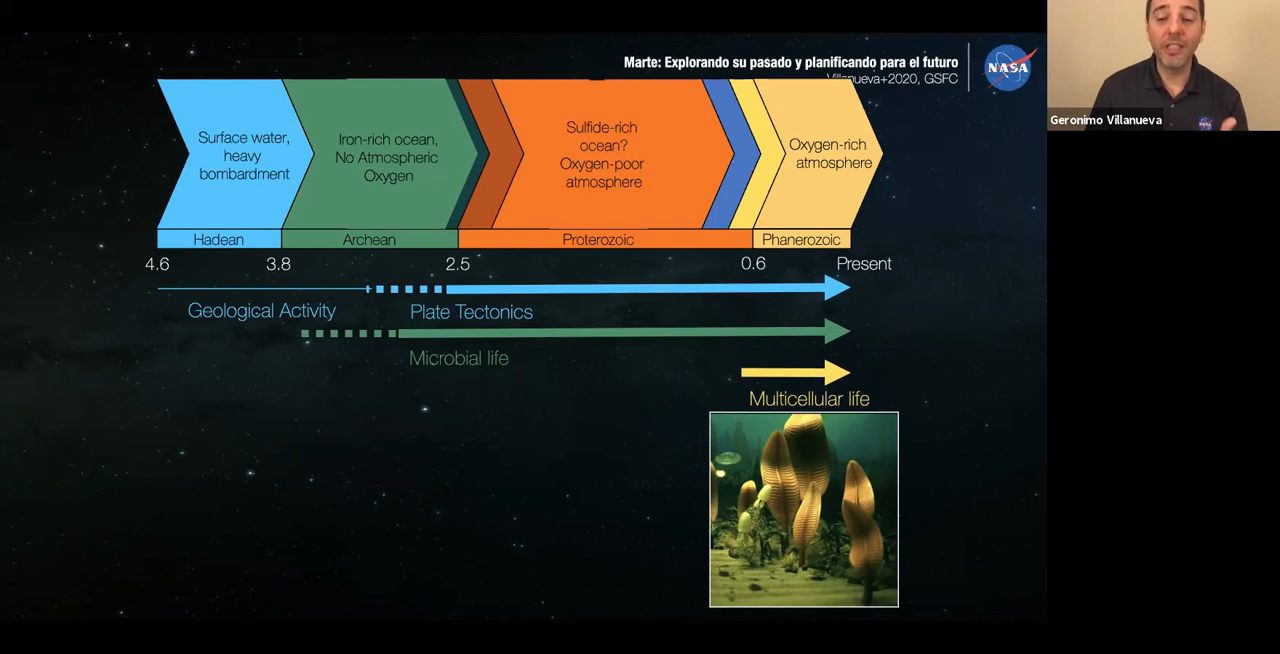 Marte: Explorando su pasado y planificando para el futuro
Villanueva+2020, GSFC
NASA
Geronimo Villanueva
NASA
Surface water,
heavy
bombardment
Iron-rich ocean,
No Atmospheric
Oxygen
Sulfide-rich
ocean?
Oxygen-poor
atmosphere
Oxygen-rich
atmosphere
Hadean
Archean
Proterozoic
Phanerozoic
4.6
3.8
2.5
0.6
Present
Geological Activity
Plate Tectonics
Microbial life
Multicellular life